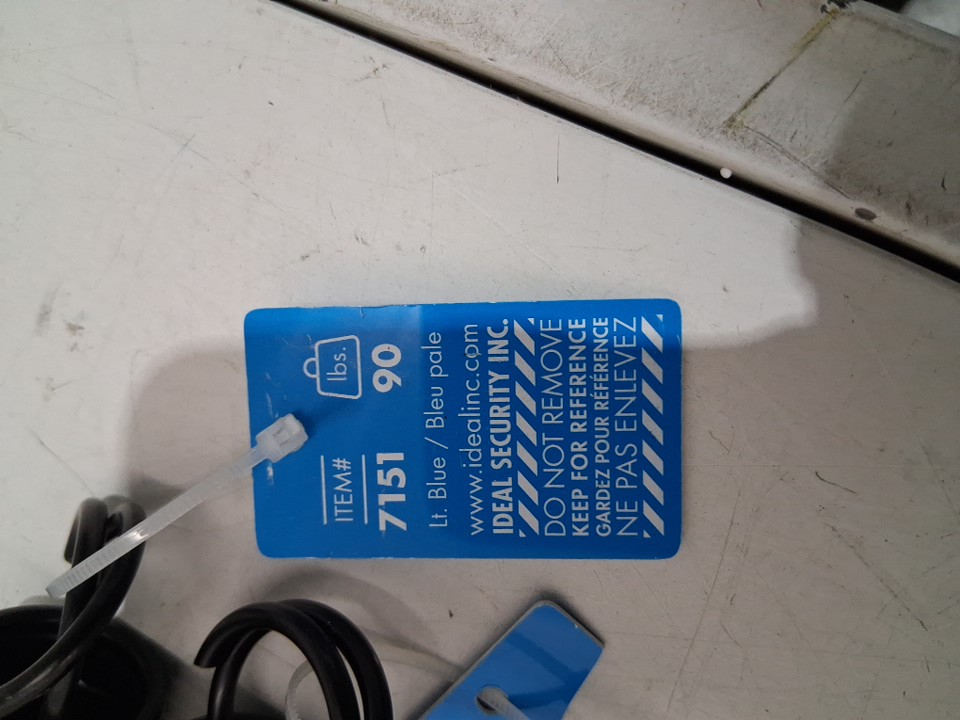 ITEM#
7151
lbs.
90
Lt. Blue / Bleu pale
www.idealinc.com
IDEAL SECURITY INC.
DO NOT REMOVE
KEEP FOR REFERENCE
GARDEZ POUR RÉFÉRENCE
NE PAS ENLEVEZ